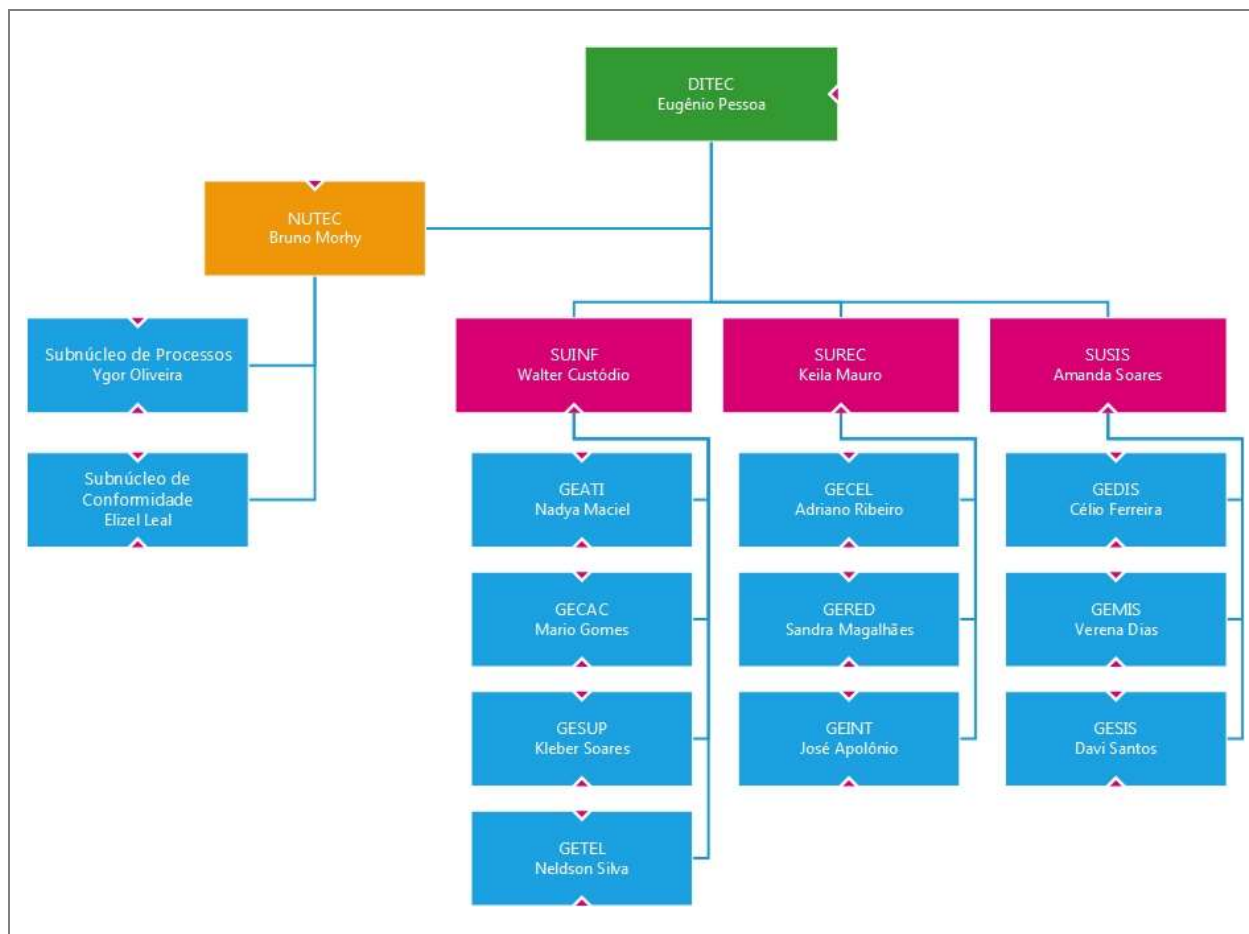 DITEC
Eugênio Pessoa
NUTEC
Bruno Morhy
Subnúcleo de Processos
Ygor Oliveira
Subnúcleo de
Conformidade
Elizel Leal
SUINF
Walter Custódio
SUREC
Keila Mauro
SUSIS
Amanda Soares
GEATI
Nadya Maciel
GECEL
Adriano Ribeiro
GEDIS
Célio Ferreira
GECAC
Mario Gomes
GERED
Sandra Magalhães
GEMIS
Verena Dias
GESUP
Kleber Soares
GEINT
José Apolônio
GESIS
Davi Santos
GETEL
Neldson Silva